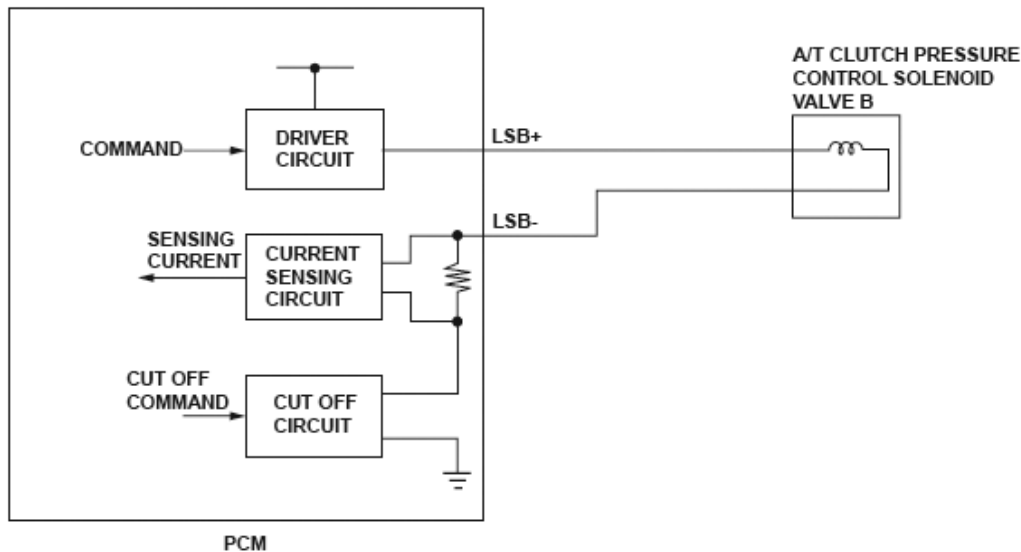 A/T CLUTCH PRESSURE
CONTROL SOLENOID
VALVE B
COMMAND
DRIVER
CIRCUIT
LSB+
LSB-
SENSING
CURRENT
CURRENT
SENSING
CIRCUIT
CUT OFF
COMMAND
CUT OFF
CIRCUIT
PCM